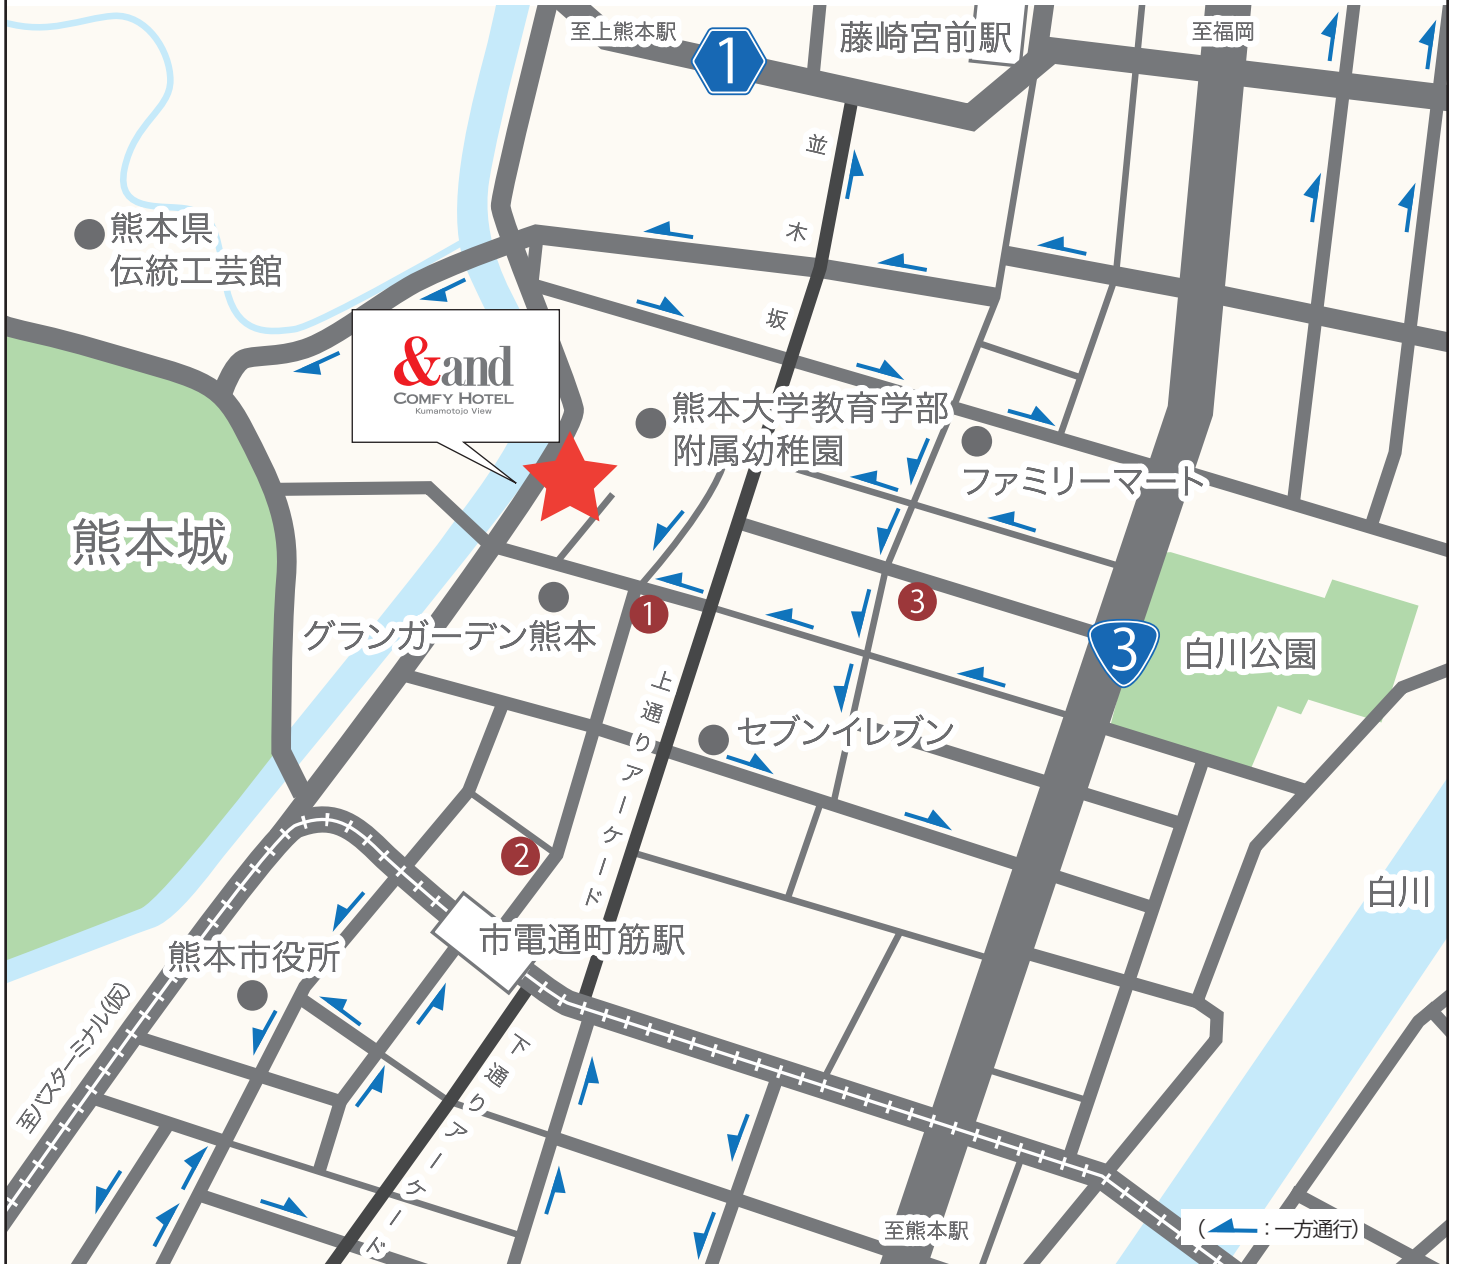 至上熊本駅
1
藤崎宮前駅
至福岡
並木坂
熊本県
伝統工芸館
&and
COMFY HOTEL
Kumamotojo View
熊本大学教育学部
附属幼稚園
ファミリーマート
熊本城
グランガーデン熊本
1
3
3
白川公園
上通りアーケード
セブンイレブン
2
白川
市電通町筋駅
熊本市役所
至バスターミナル(仮)
下通りアーケード
至熊本駅
(:一方通行)